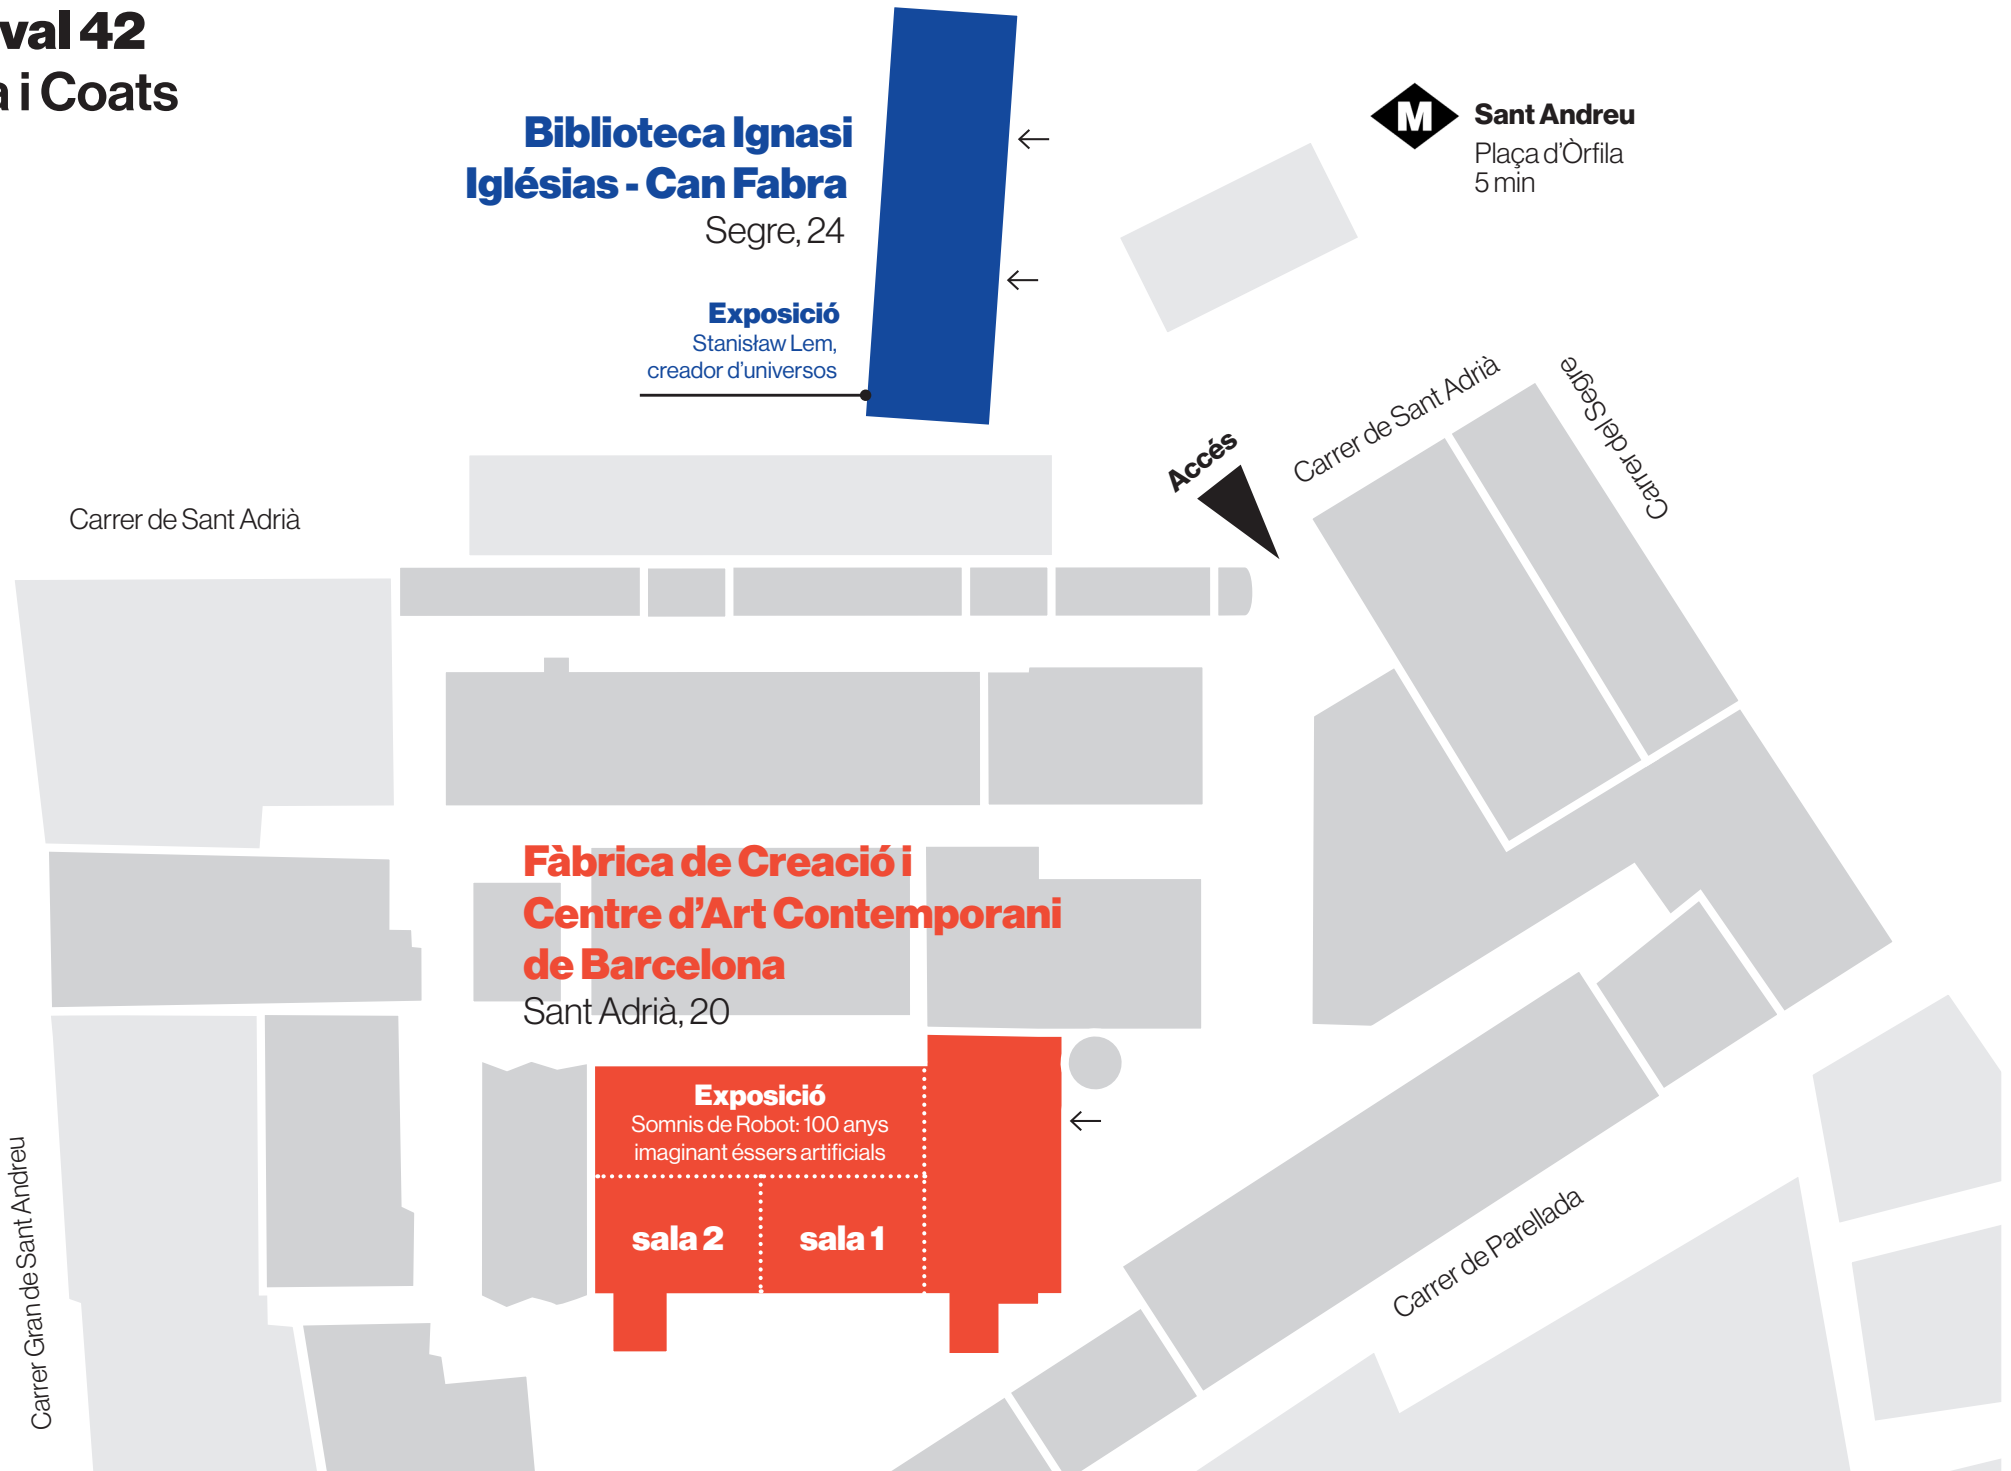 val 42
a i Coats
Biblioteca Ignasi
Iglésias - Can Fabra
Segre, 24
Exposició
Stanisław Lem,
creador d’universos
M
Sant Andreu
Plaça d’Òrfila
5 min
Accés
Carrer de Sant Adrià
Carrer del Segre
Carrer de Sant Adrià
Fàbrica de Creació i
Centre d’Art Contemporani
de Barcelona
Sant Adrià, 20
Exposició
Somnis de Robot: 100 anys
imaginant éssers artificials
sala 2
sala 1
Carrer Gran de Sant Andreu
Carrer de Parellada